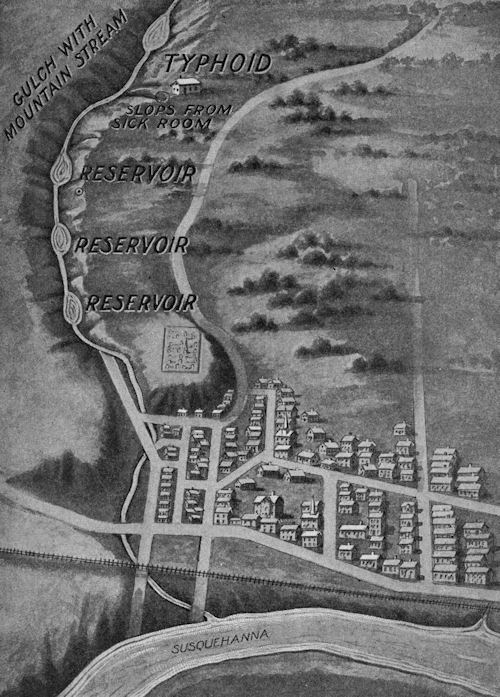 GULCH WITH
MOUNTAIN STREAM
TYPHOID
SLOPS FROM
SICK ROOM
RESERVOIR
RESERVOIR
RESERVOIR
SUSQUEHANNA